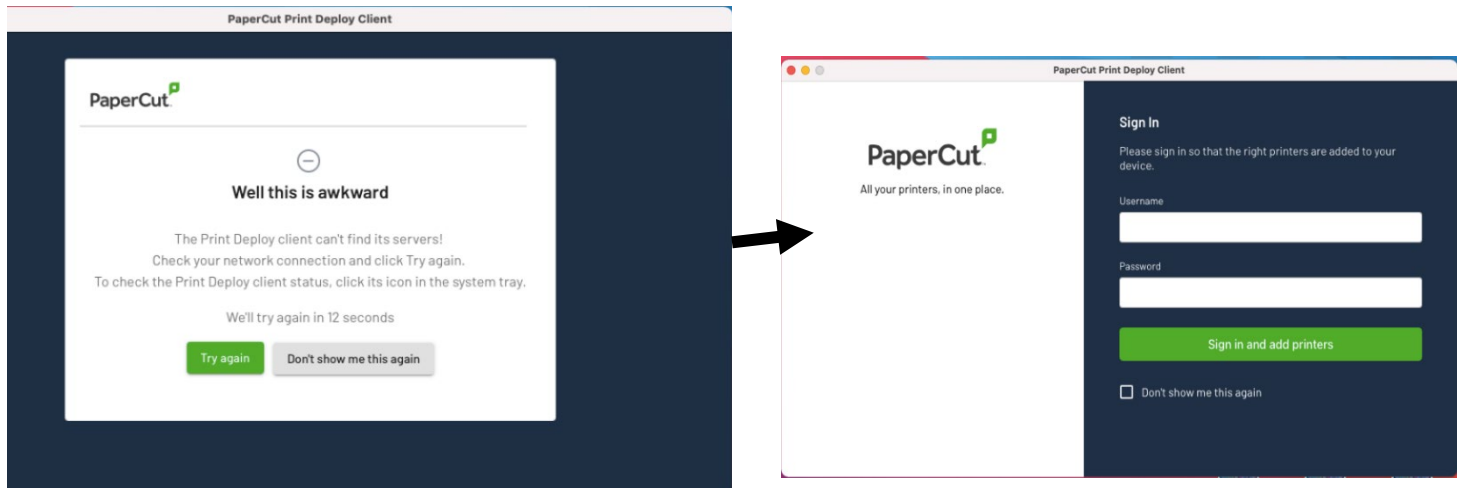 PaperCut Print Deploy Client
PaperCut
Well this is awkward
The Print Deploy client can't find its servers!
Check your network connection and click Try again.
To check the Print Deploy client status, click its icon in the system tray.
We'll try again in 12 seconds
Try again
Don't show me this again
PaperCut Print Deploy Client
PaperCut
All your printers, in one place.
Sign In
Please sign in so that the right printers are added to your
device.
Username
Password
Sign in and add printers
Don't show me this again